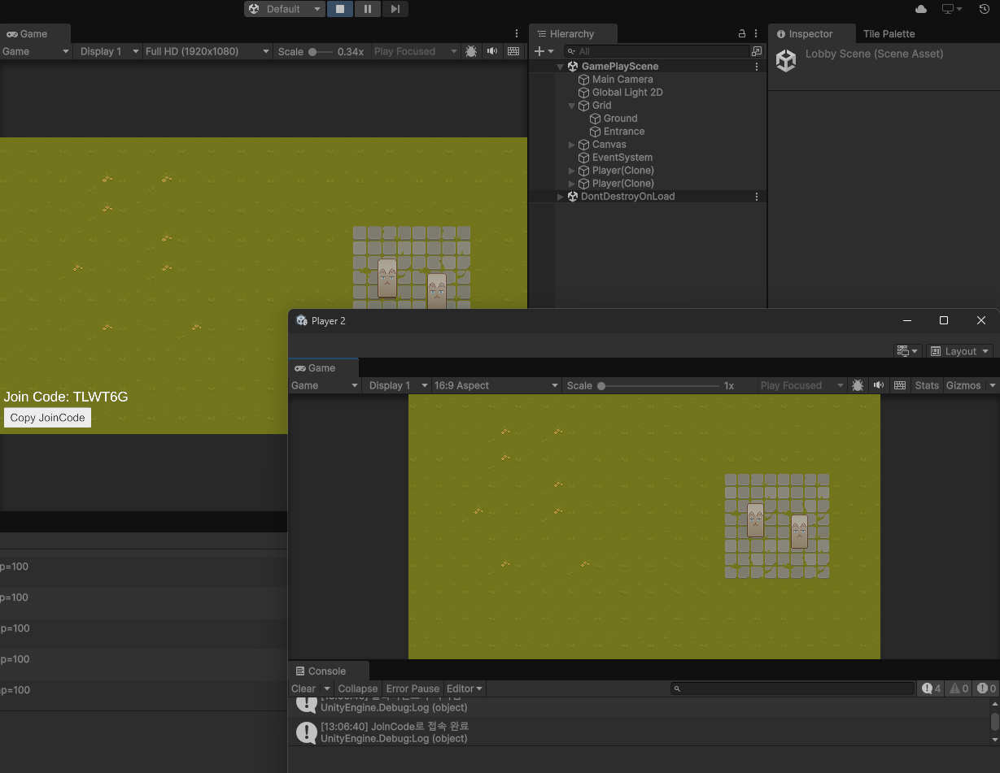 Default
Game
Game
Display 1
Full HD (1920x1080)
Scale
0.34x
Play Focused
Join Code: TLWT6G
Copy JoinCode
Hierarchy
All
GamePlayScene
Main Camera
Global Light 2D
Grid
Ground
Entrance
Canvas
EventSystem
Player(Clone)
Player(Clone)
DontDestroyOnLoad
Inspector
Tile Palette
Lobby Scene (Scene Asset)
p=100
p=100
p=100
p=100
p=100
Player 2
Layout
Game
Game
Display 1
16:9 Aspect
Scale
1x
Play Focused
Stats
Gizmos
Console
Clear
Collapse
Error Pause
Editor
4
0
0
UnityEngine.Debug:Log (object)
[13:06:40] JoinCode로 접속 완료
UnityEngine.Debug:Log (object)